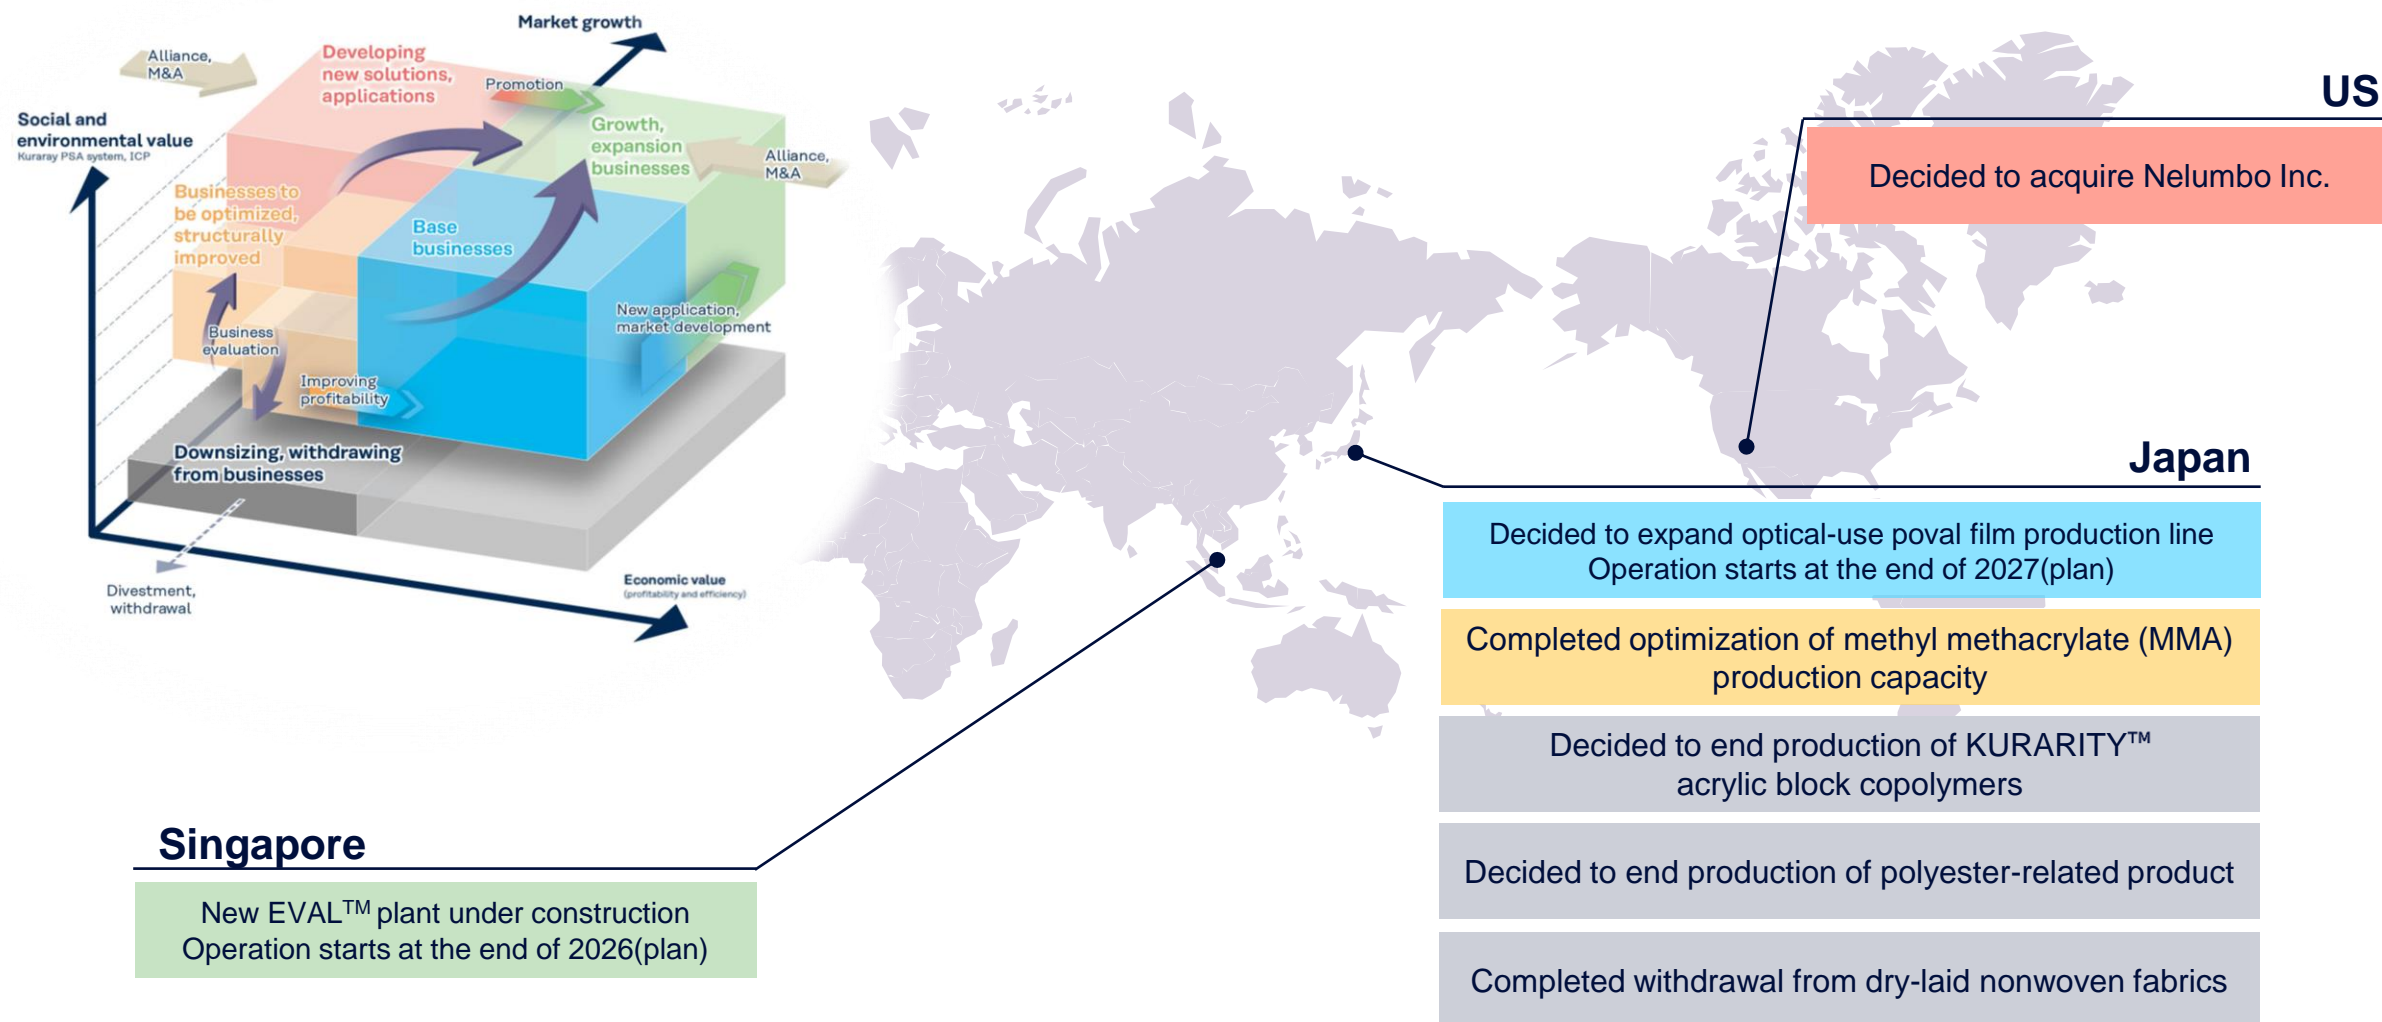 Market growth
Alliance,
M&A
Developing
new solutions,
applications
Promotion
Social and
environmental value
Kuraray PSA system, ICP
Growth,
expansion
businesses
Alliance,
M&A
Businesses to
be optimized,
structurally
improved
Base
businesses
New application,
market development
Business
evaluation
Improving
profitability
Downsizing, withdrawing
from businesses
Divestment,
withdrawal
Economic value
(profitability and efficiency)
US
Decided to acquire Nelumbo Inc.
Japan
Decided to expand optical-use poval film production line
Operation starts at the end of 2027(plan)
Completed optimization of methyl methacrylate (MMA)
production capacity
Decided to end production of KURARITY™
acrylic block copolymers
Decided to end production of polyester-related product
Completed withdrawal from dry-laid nonwoven fabrics
Singapore
New EVAL™ plant under construction
Operation starts at the end of 2026(plan)